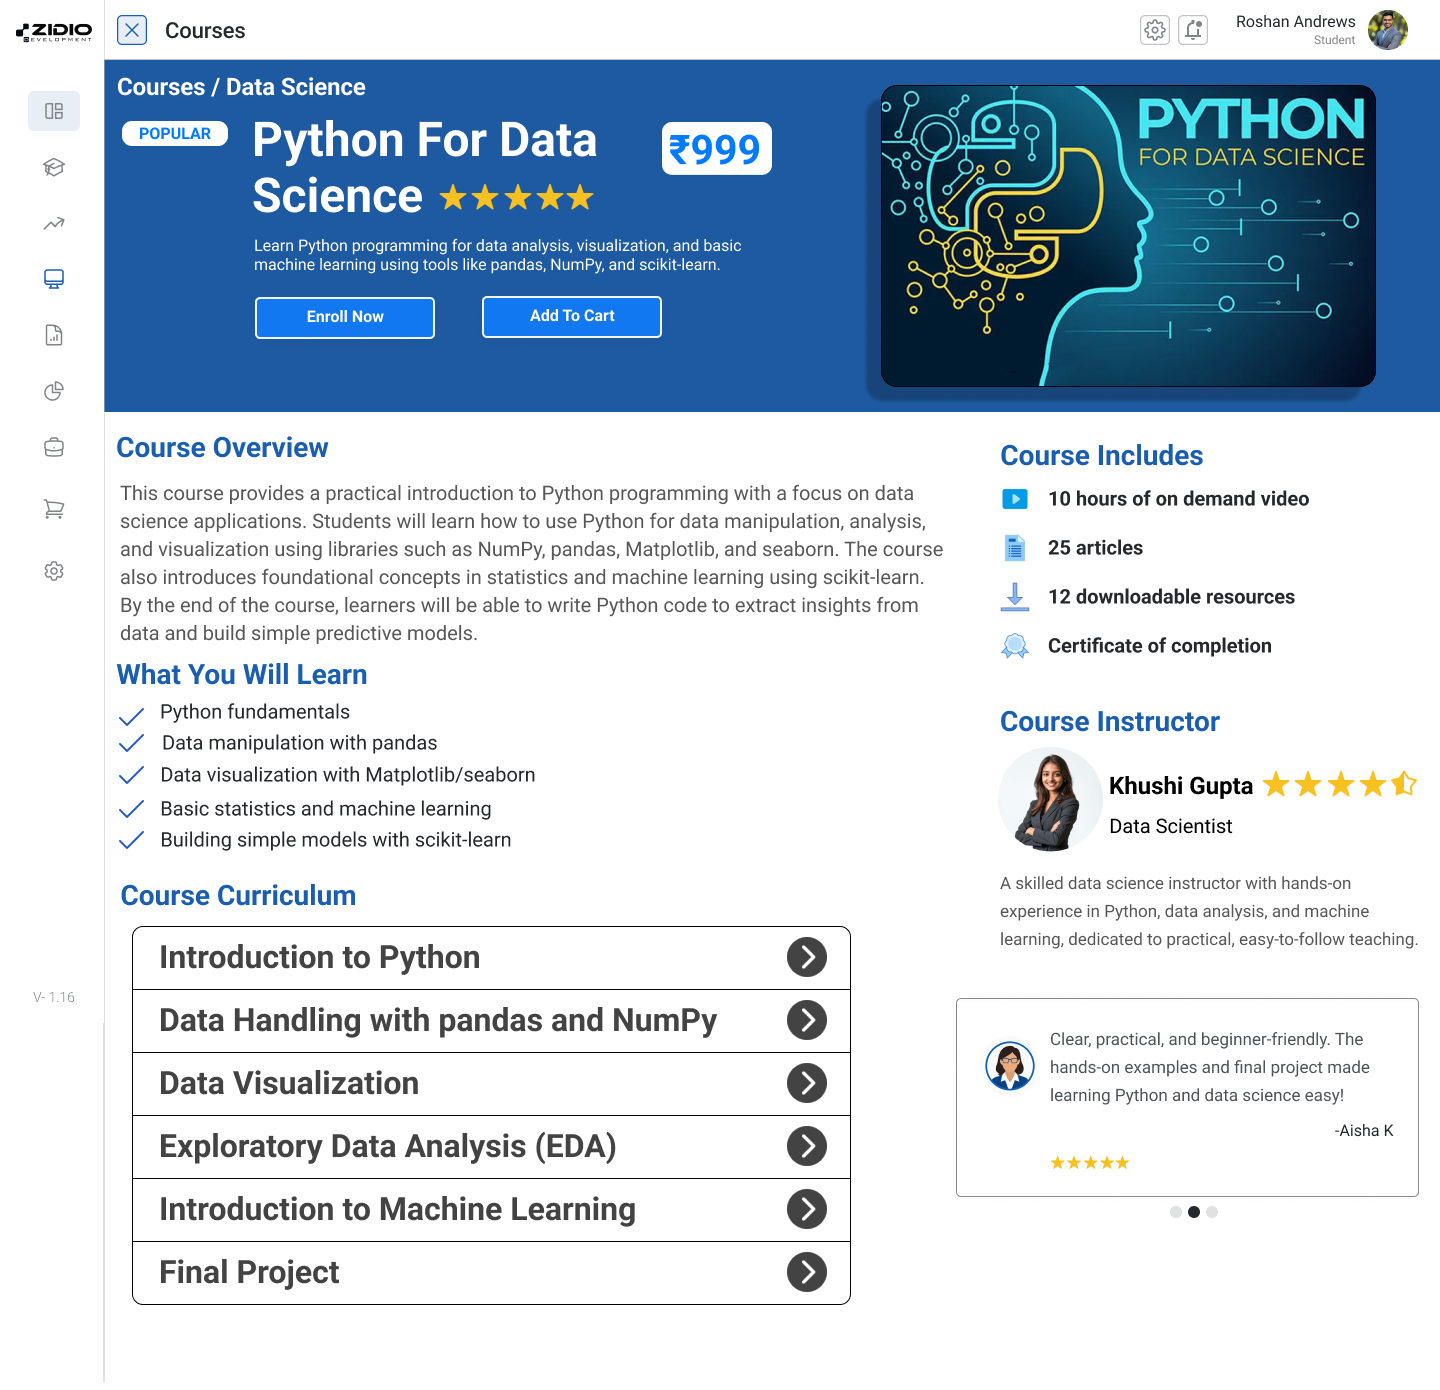 ZIDIO
DEVELOPMENT
Courses
Roshan Andrews
Student
Courses / Data Science
POPULAR
Python For Data
Science
₹999
Learn Python programming for data analysis, visualization, and basic
machine learning using tools like pandas, NumPy, and scikit-learn.
Enroll Now
Add To Cart
PYTHON
FOR DATA SCIENCE
Course Overview
This course provides a practical introduction to Python programming with a focus on data
science applications. Students will learn how to use Python for data manipulation, analysis,
and visualization using libraries such as NumPy, pandas, Matplotlib, and seaborn. The course
also introduces foundational concepts in statistics and machine learning using scikit-learn.
By the end of the course, learners will be able to write Python code to extract insights from
data and build simple predictive models.
What You Will Learn
Python fundamentals
Data manipulation with pandas
Data visualization with Matplotlib/seaborn
Basic statistics and machine learning
Building simple models with scikit-learn
Course Curriculum
Introduction to Python
Data Handling with pandas and NumPy
Data Visualization
Exploratory Data Analysis (EDA)
Introduction to Machine Learning
Final Project
Course Includes
10 hours of on demand video
25 articles
12 downloadable resources
Certificate of completion
Course Instructor
Khushi Gupta
Data Scientist
A skilled data science instructor with hands-on
experience in Python, data analysis, and machine
learning, dedicated to practical, easy-to-follow teaching.
Clear, practical, and beginner-friendly. The
hands-on examples and final project made
learning Python and data science easy!
-Aisha K
V- 1.16